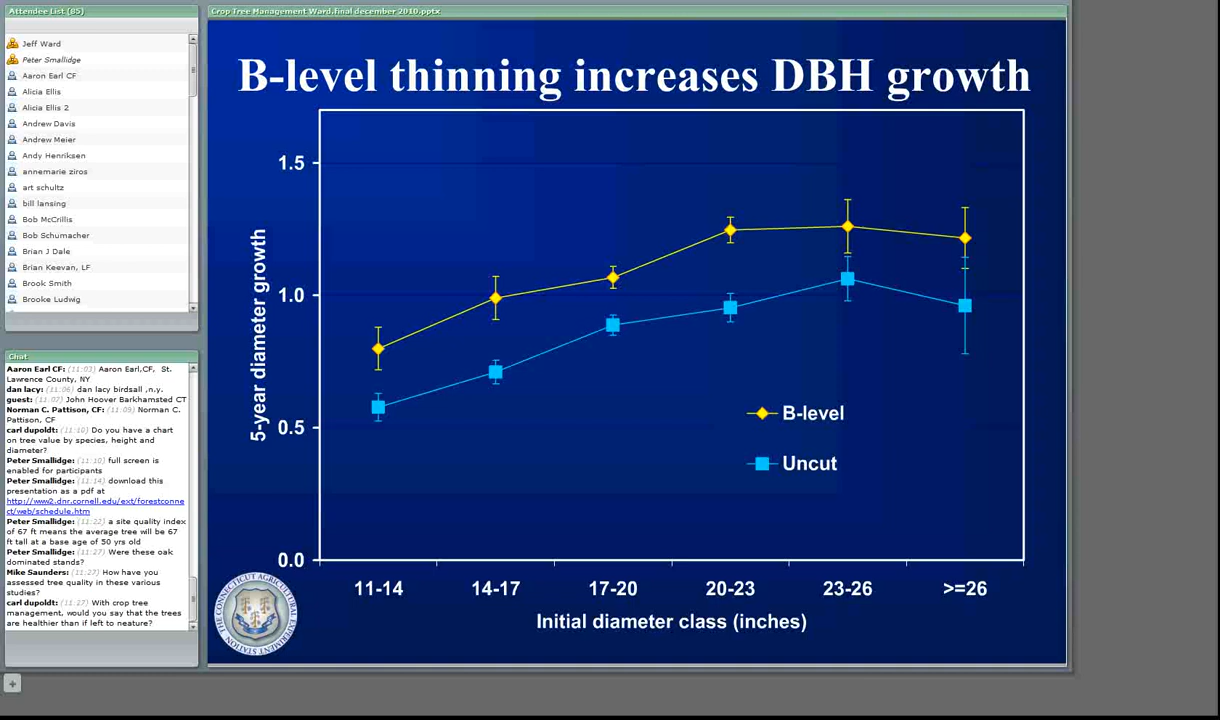 Attendee List (85)
Jeff Ward
Peter Smallidge
Aaron Earl CF
Alicia Ellis
Alicia Ellis 2
Andrew Davis
Andrew Meier
Andy Henriksen
annemarie ziros
art schultz
bill lansing
Bob McCrillis
Bob Schumacher
Brian J Dale
Brian Keevan, LF
Brook Smith
Brooke Ludwig
Chat
Aaron Earl CF: (11:03) Aaron Earl,CF, St.
Lawrence County, NY
dan lacy: (11:06) dan lacy birdsall ,n.y.
guest: (11:07) John Hoover Barkhamsted CT
Norman C. Pattison, CF: (11:09) Norman C.
Pattison, CF
carl dupoldt: (11:10) Do you have a chart
on tree value by species, height and
diameter?
Peter Smallidge: (11:10) full screen is
enabled for participants
Peter Smallidge: (11:14) download this
presentation as a pdf at
http://www2.dnr.cornell.edu/ext/forestconne
ct/web/schedule.htm
Peter Smallidge: (11:22) a site quality index
of 67 ft means the average tree will be 67
ft tall at a base age of 50 yrs old
Peter Smallidge: (11:27) Were these oak
dominated stands?
Mike Saunders: (11:27) How have you
assessed tree quality in these various
studies?
carl dupoldt: (11:27) With crop tree
management, would you say that the trees
are healthier than if left to neature?
Crop Tree Management Ward.final december 2010.pptx
B-level thinning increases DBH growth
5-year diameter growth
1.5
1.0
0.5
0.0
B-level
Uncut
11-14 14-17 17-20 20-23 23-26 >=26
Initial diameter class (inches)
THE CONNECTICUT AGRICULTURAL EXPERIMENT STATION